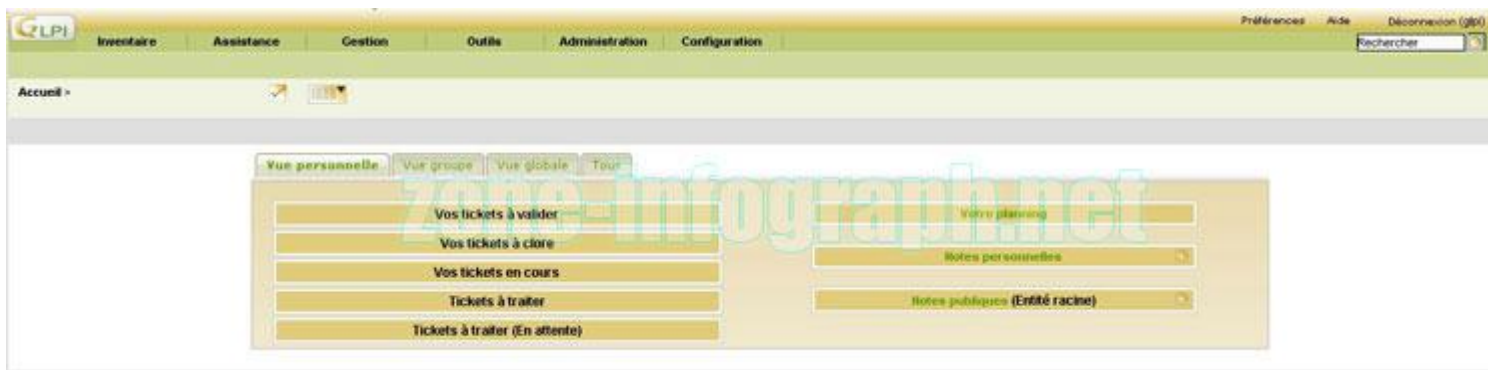 GLPI
Préférences Aide Déconnexion (glpi)
Inventaire Assistance Gestion Outils Administration Configuration Rechercher
Accueil >
Vue personnelle Vue groupe Vue globale Tout
zone-infograph.net
Vos tickets à valider
Vos tickets à clore
Vos tickets en cours
Tickets à traiter
Tickets à traiter (En attente)
Votre planning
Notes personnelles
Notes publiques (Entité racine)